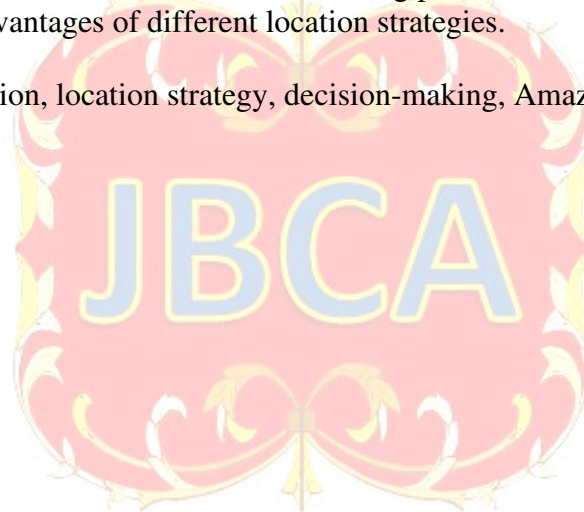 vantages of different location strategies.
ion, location strategy, decision-making, Amaz
JBCA